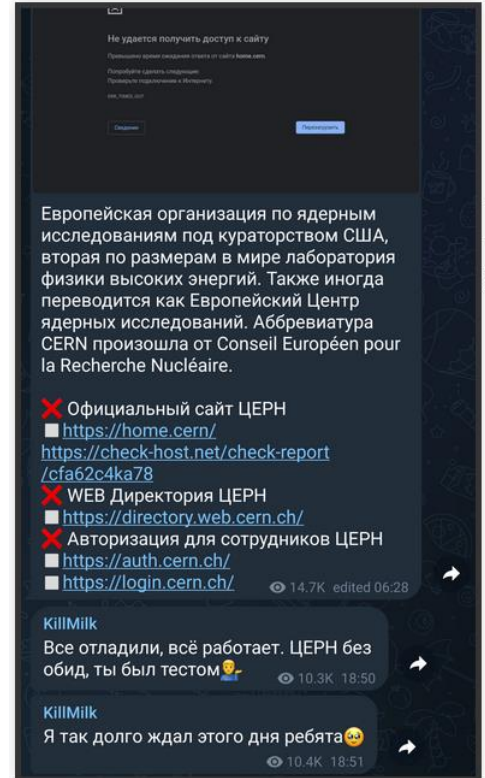 Не удается получить доступ к сайту
Превышено время ожидания ответа от сайта home.cern.
Попробуйте сделать следующее:
Проверьте подключение к Интернету.
ERR_TIMED_OUT
Сведения
Перезагрузить
Европейская организация по ядерным
исследованиям под кураторством США,
вторая по размерам в мире лаборатория
физики высоких энергий. Также иногда
переводится как Европейский Центр
ядерных исследований. Аббревиатура
CERN произошла от Conseil Européen pour
la Recherche Nucléaire.
❌ Официальный сайт ЦЕРН
◻️https://home.cern/
https://check-host.net/check-report
/cfa62c4ka78
❌ WEB Директория ЦЕРН
◻️https://directory.web.cern.ch/
❌ Авторизация для сотрудников ЦЕРН
◻️https://auth.cern.ch/
◻️https://login.cern.ch/ 14.7K edited 06:28
KillMilk
Все отладили, всё работает. ЦЕРН без
обид, ты был тестом💁‍♂️ 10.3K 18:50
KillMilk
Я так долго ждал этого дня ребята🥹
10.4K 18:51